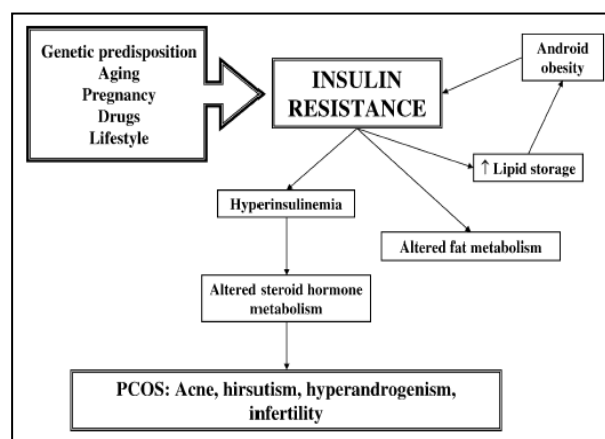 Genetic predisposition
Aging
Pregnancy
Drugs
Lifestyle
INSULIN
RESISTANCE
Android
obesity
↑ Lipid storage
Hyperinsulinemia
Altered fat metabolism
Altered steroid hormone
metabolism
PCOS: Acne, hirsutism, hyperandrogenism,
infertility